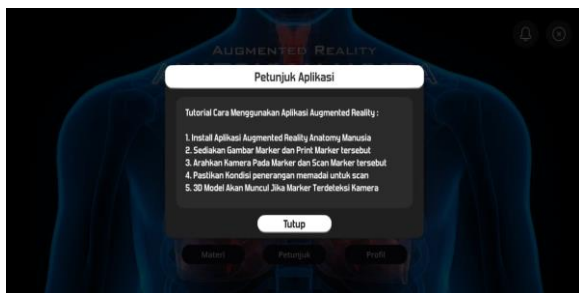 AUGMENTED REALITY
Petunjuk Aplikasi
Tutorial Cara Menggunakan Aplikasi Augmented Reality :
1. Install Aplikasi Augmented Reality Anatomy Manusia
2. Sediakan Gambar Marker dan Print Marker tersebut
3. Arahkan Kamera Pada Marker dan Scan Marker tersebut
4. Pastikan Kondisi penerangan memadai untuk scan
5. 3D Model Akan Muncul Jika Marker Terdeteksi Kamera
Tutup
Materi Petunjuk Profil